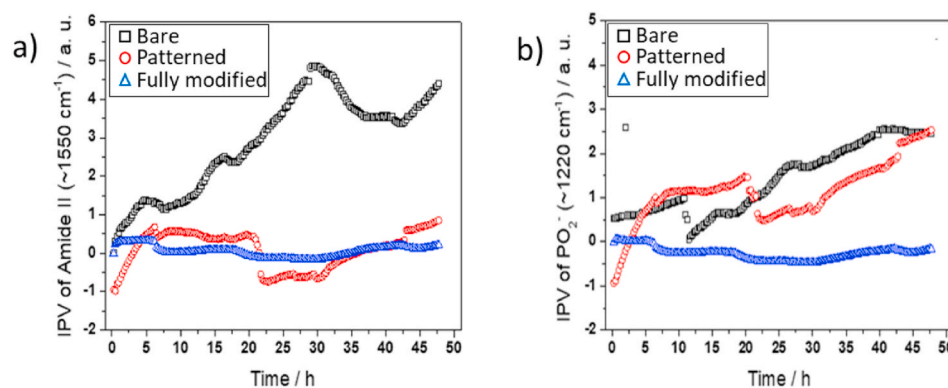 a)
IPV of Amide II (~1550 cm⁻¹) / a. u.
6
5
4
3
2
1
0
-1
-2
Bare
Patterned
Fully modified
0 5 10 15 20 25 30 35 40 45 50
Time / h
b)
IPV of PO₂⁻ (~1220 cm⁻¹) / a. u.
5
4
3
2
1
0
-1
-2
Bare
Patterned
Fully modified
0 5 10 15 20 25 30 35 40 45 50
Time / h